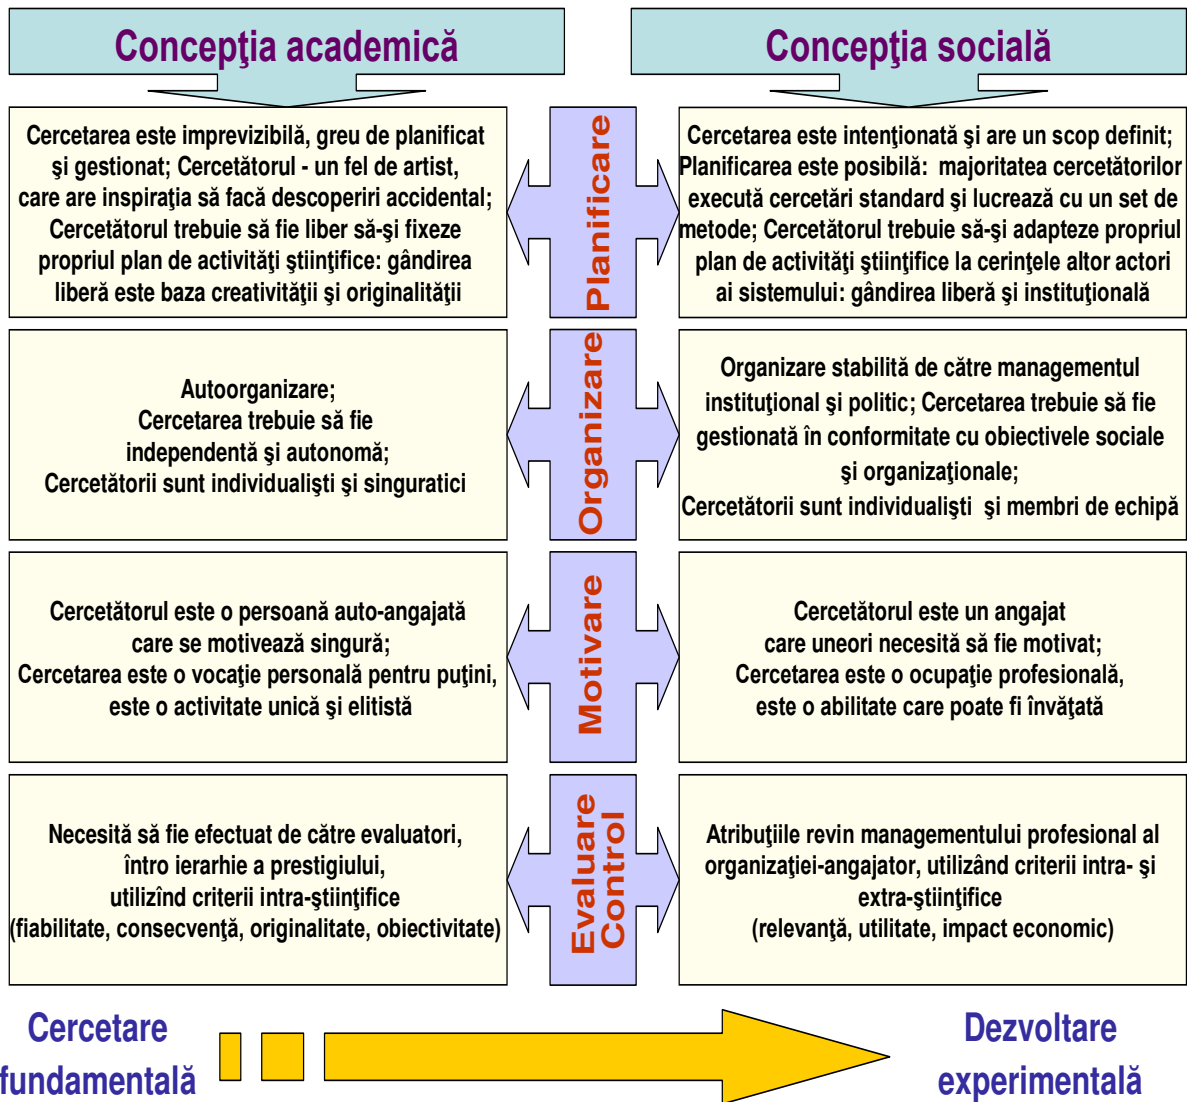 Concepţia academică
Concepţia socială
Cercetarea este imprevizibilă, greu de planificat
şi gestionat; Cercetătorul - un fel de artist,
care are inspiraţia să facă descoperiri accidental;
Cercetătorul trebuie să fie liber să-şi fixeze
propriul plan de activităţi ştiinţifice: gândirea
liberă este baza creativităţii şi originalităţii
Planificare
Cercetarea este intenţionată şi are un scop definit;
Planificarea este posibilă: majoritatea cercetătorilor
execută cercetări standard şi lucrează cu un set de
metode; Cercetătorul trebuie să-şi adapteze propriul
plan de activităţi ştiinţifice la cerinţele altor actori
ai sistemului: gândirea liberă şi instituţională
Autoorganizare;
Cercetarea trebuie să fie
independentă şi autonomă;
Cercetătorii sunt individualişti şi singuratici
Organizare
Organizare stabilită de către managementul
instituţional şi politic; Cercetarea trebuie să fie
gestionată în conformitate cu obiectivele sociale
şi organizaţionale;
Cercetătorii sunt individualişti şi membri de echipă
Cercetătorul este o persoană auto-angajată
care se motivează singură;
Cercetarea este o vocaţie personală pentru puţini,
este o activitate unică şi elitistă
Motivare
Cercetătorul este un angajat
care uneori necesită să fie motivat;
Cercetarea este o ocupaţie profesională,
este o abilitate care poate fi învăţată
Necesită să fie efectuat de către evaluatori,
întro ierarhie a prestigiului,
utilizînd criterii intra-ştiinţifice
(fiabilitate, consecvenţă, originalitate, obiectivitate)
Evaluare
Control
Atribuţiile revin managementului profesional al
organizaţiei-angajator, utilizând criterii intra- şi
extra-ştiinţifice
(relevanţă, utilitate, impact economic)
Cercetare
fundamentală
Dezvoltare
experimentală